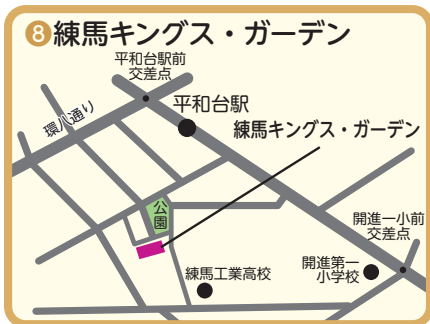 ⑧練馬キングス・ガーデン
平和台駅前
交差点
環八通り
平和台駅
練馬キングス・ガーデン
公園
開進一小前
交差点
開進第一
小学校
練馬工業高校